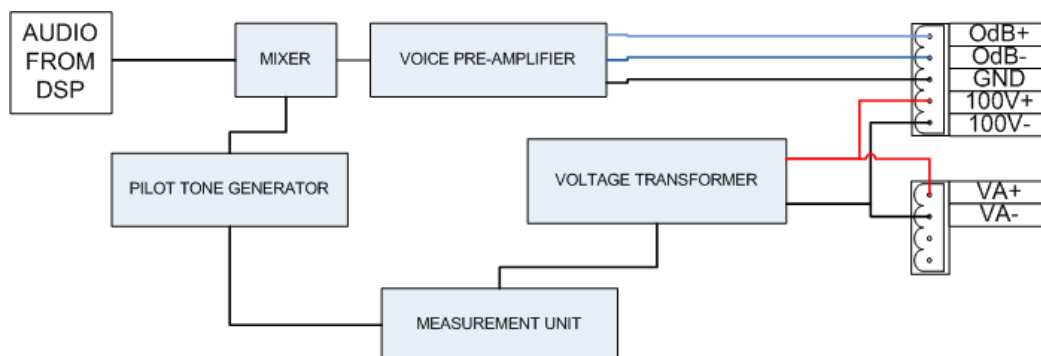 AUDIO
FROM
DSP
MIXER
VOICE PRE-AMPLIFIER
OdB+
OdB-
GND
100V+
100V-
PILOT TONE GENERATOR
VOLTAGE TRANSFORMER
VA+
VA-
MEASUREMENT UNIT